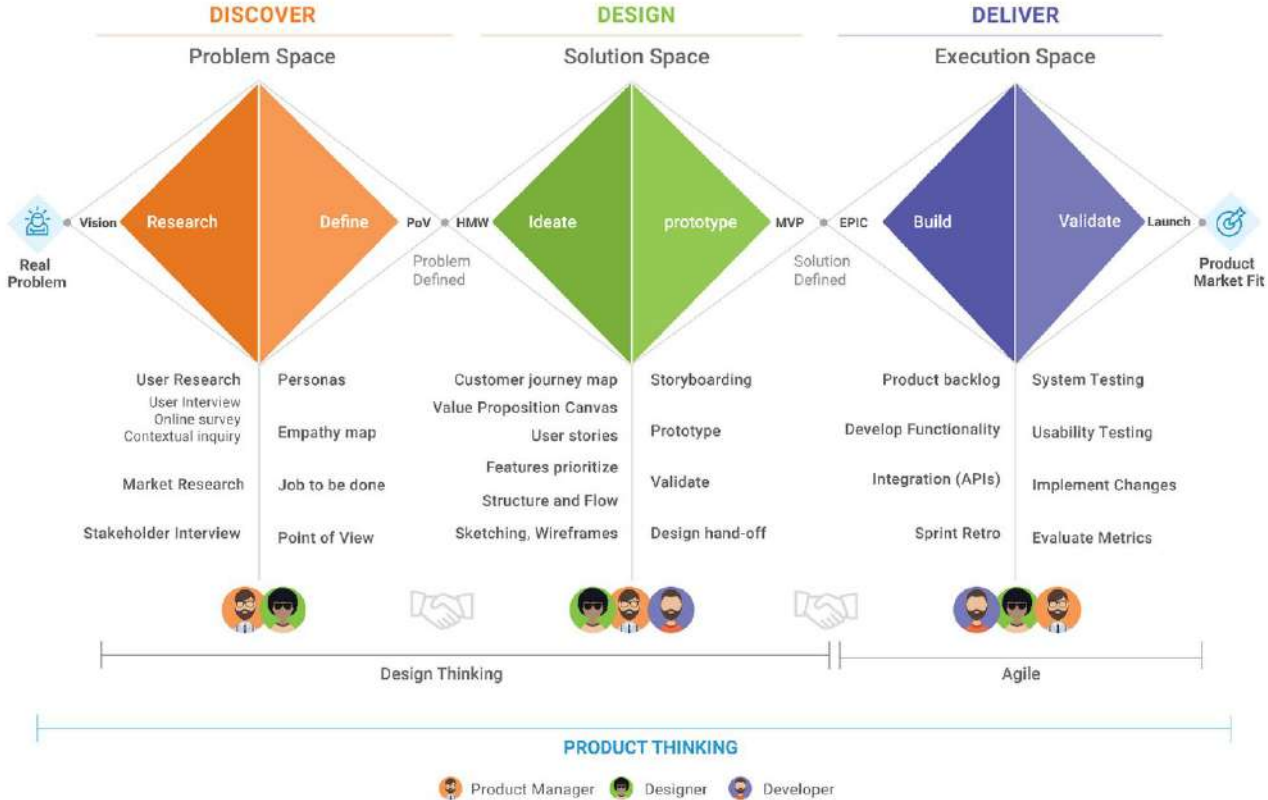 DISCOVER
DESIGN
DELIVER
Problem Space
Solution Space
Execution Space
Real
Problem
Vision
Research
Define
PoV
HMW
Problem
Defined
Ideate
prototype
MVP
EPIC
Solution
Defined
Build
Validate
Launch
Product
Market Fit
User Research
User Interview
Online survey
Contextual inquiry
Market Research
Stakeholder Interview
Personas
Empathy map
Job to be done
Point of View
Customer journey map
Value Proposition Canvas
User stories
Features prioritize
Structure and Flow
Sketching, Wireframes
Storyboarding
Prototype
Validate
Design hand-off
Product backlog
Develop Functionality
Integration (APIs)
Sprint Retro
System Testing
Usability Testing
Implement Changes
Evaluate Metrics
Design Thinking
Agile
PRODUCT THINKING
Product Manager
Designer
Developer